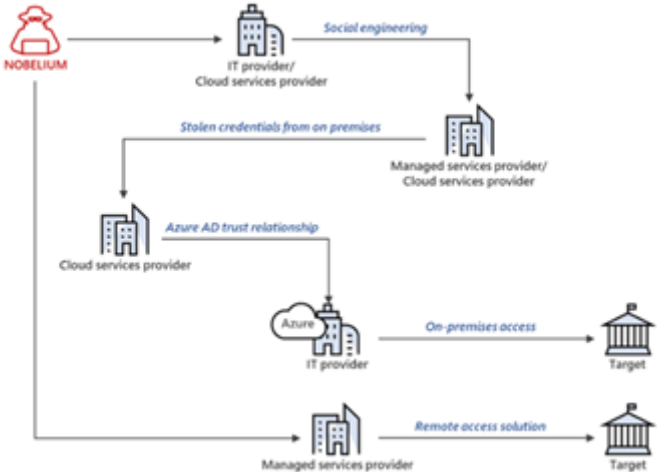 NOBELIUM
IT provider/
Cloud services provider
Social engineering
Managed services provider/
Cloud services provider
Stolen credentials from on premises
Cloud services provider
Azure AD trust relationship
Azure
IT provider
On-premises access
Target
Managed services provider
Remote access solution
Target